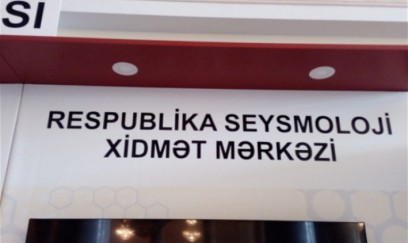 SI
RESPUBLİKA SEYSMOLOJİ
XİDMƏT MƏRKƏZİ